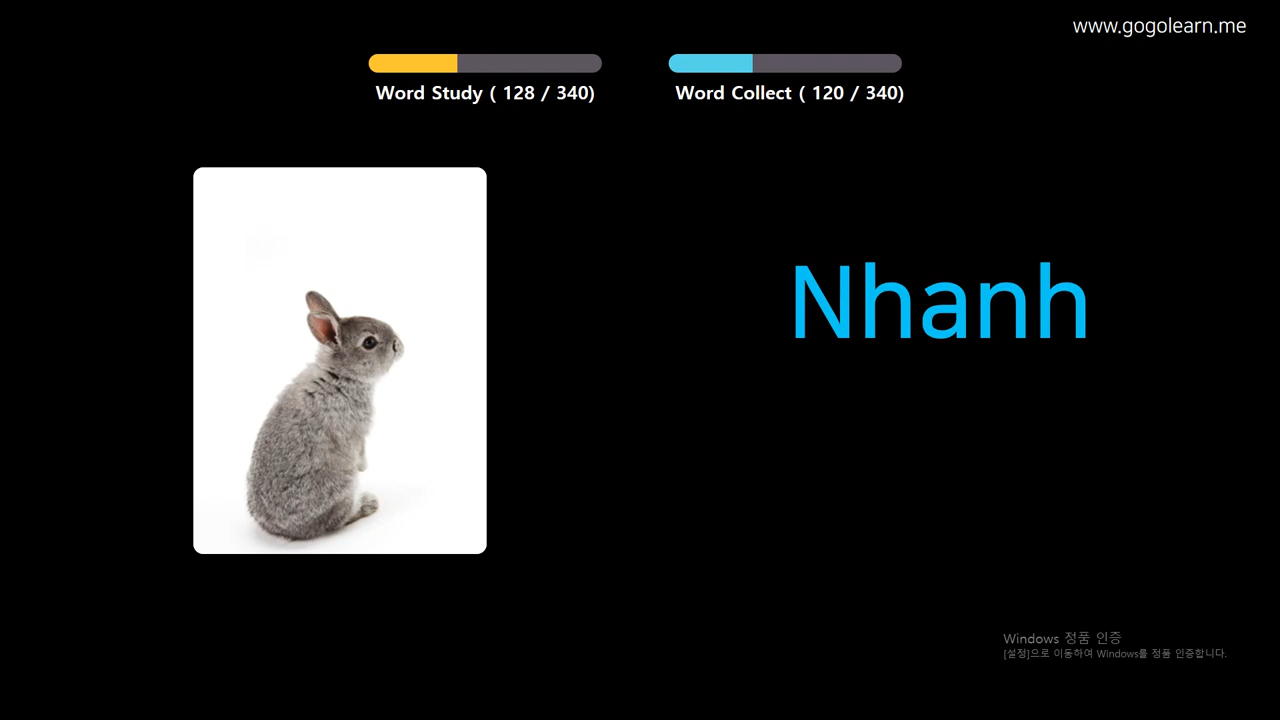 www.gogolearn.me
Word Study ( 128 / 340)
Word Collect ( 120 / 340)
Nhanh
Windows 정품 인증
[설정]으로 이동하여 Windows를 정품 인증합니다.